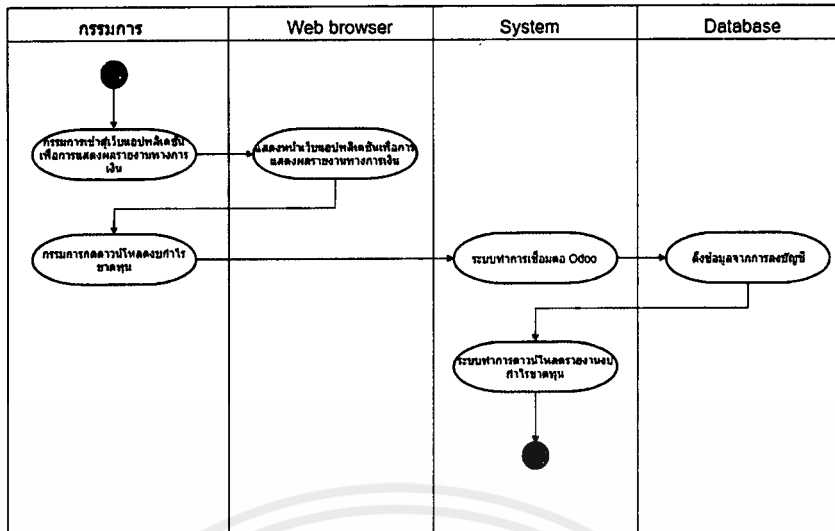 กรรมการ
Web browser
System
Database
กรรมการเข้าสู่เว็บแอปพลิเคชัน
เพื่อการแสดงผลรายงานทางการ
เงิน
แสดงหน้าเว็บแอปพลิเคชันเพื่อการ
แสดงผลรายงานทางการเงิน
กรรมการกดดาวน์โหลดงบกำไร
ขาดทุน
ระบบทำการเชื่อมต่อ Odoo
ดึงข้อมูลจากการลงบัญชี
ระบบทำการดาวน์โหลดรายงานงบ
กำไรขาดทุน